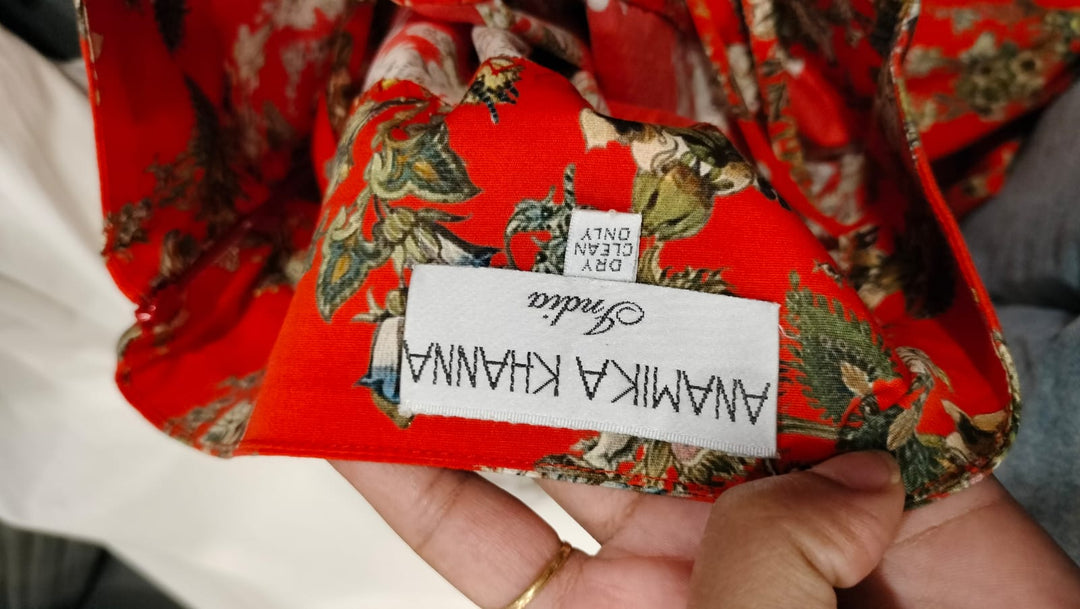 ANAMIKA KHANNA
India
DRY
CLEAN
ONLY